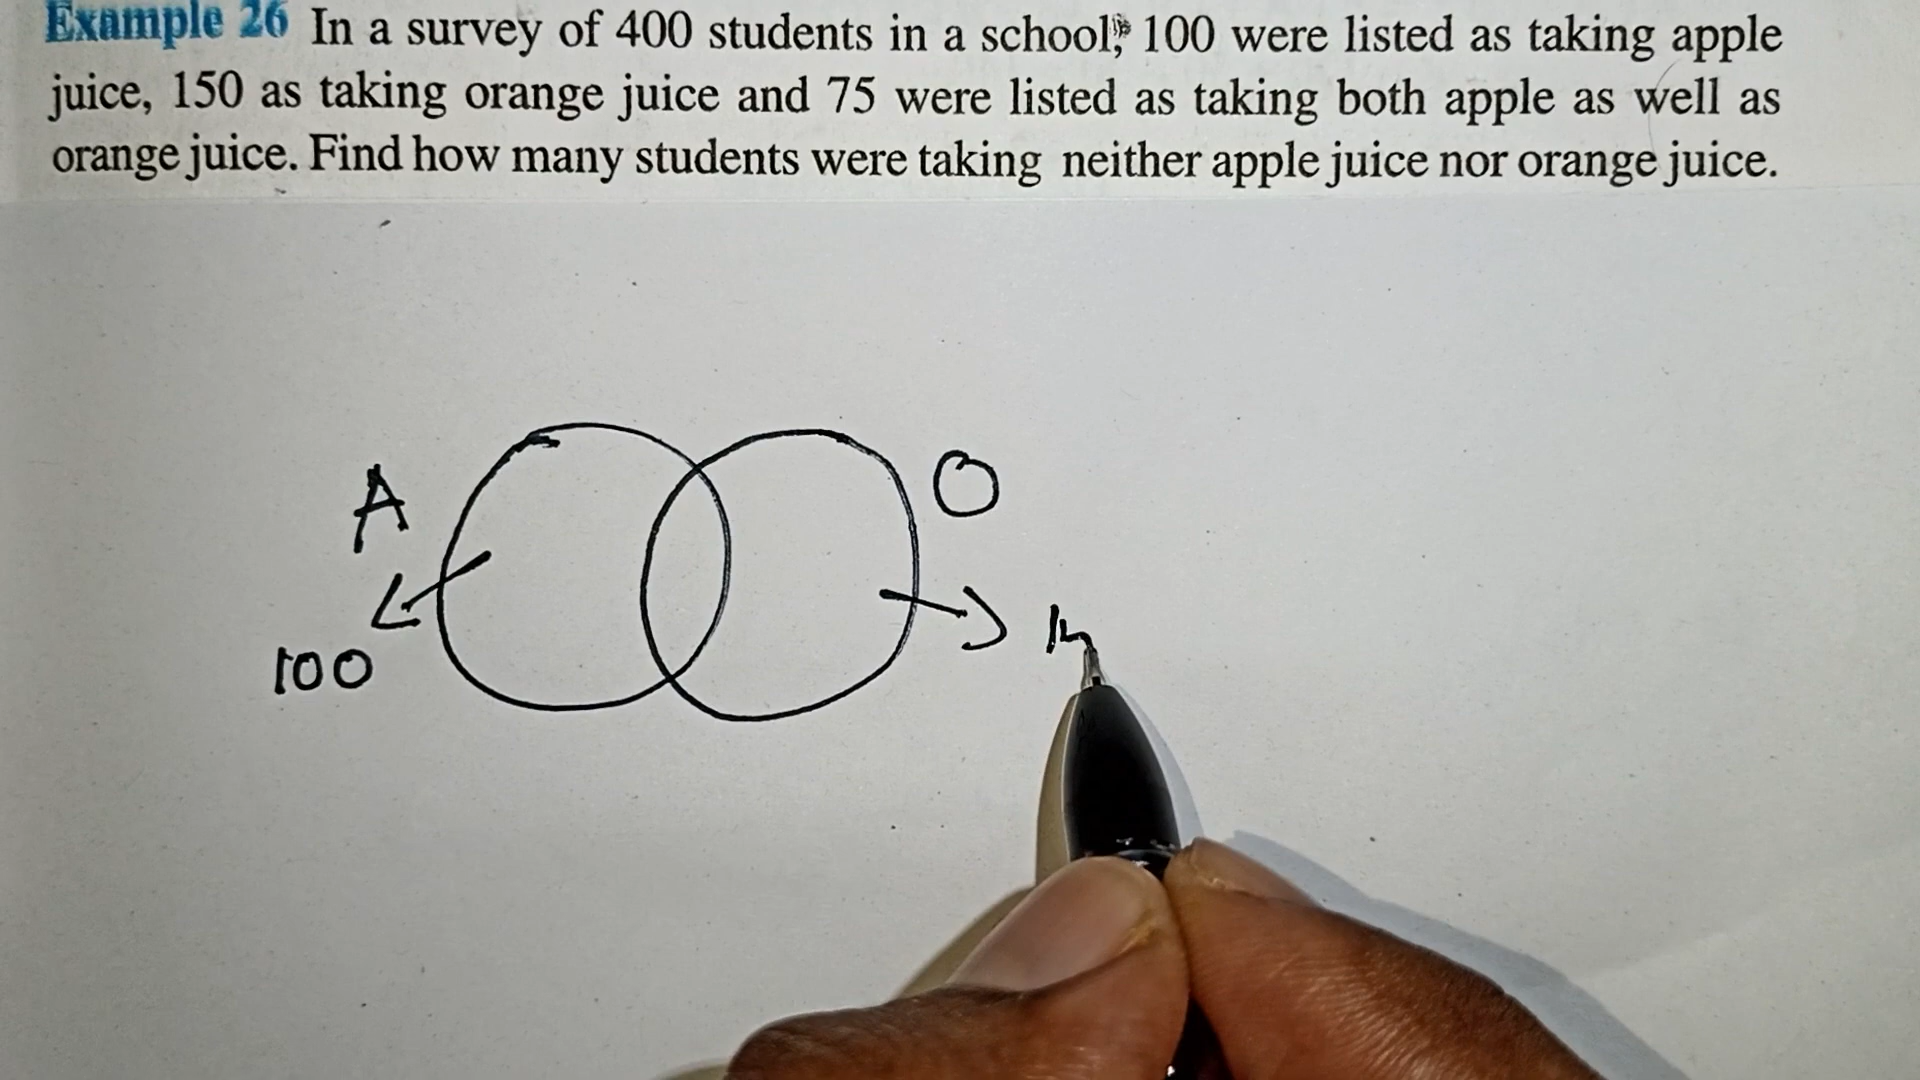 Example 26 In a survey of 400 students in a school, 100 were listed as taking apple
juice, 150 as taking orange juice and 75 were listed as taking both apple as well as
orange juice. Find how many students were taking neither apple juice nor orange juice.
A
O
100